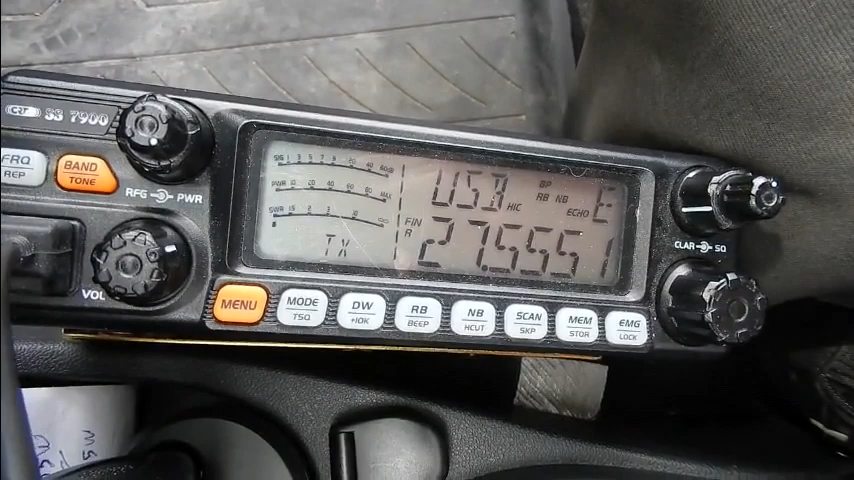 CRT SS 7900
FRQ
REP
BAND
TONE
RFG PWR
VOL
SIG 1 3 5 7 9 20 40 60dB
PWR 10 20 40 60 80 MAX
SWR 1.5 2 3 10 ∞
TX
USB HIC
BP
RB NB
ECHO
E
FIN
R
27.5551
CLAR SQ
MENU
MODE
TSQ
DW
+10K
RB
BEEP
NB
HCUT
SCAN
SKP
MEM
STOR
EMG
LOCK